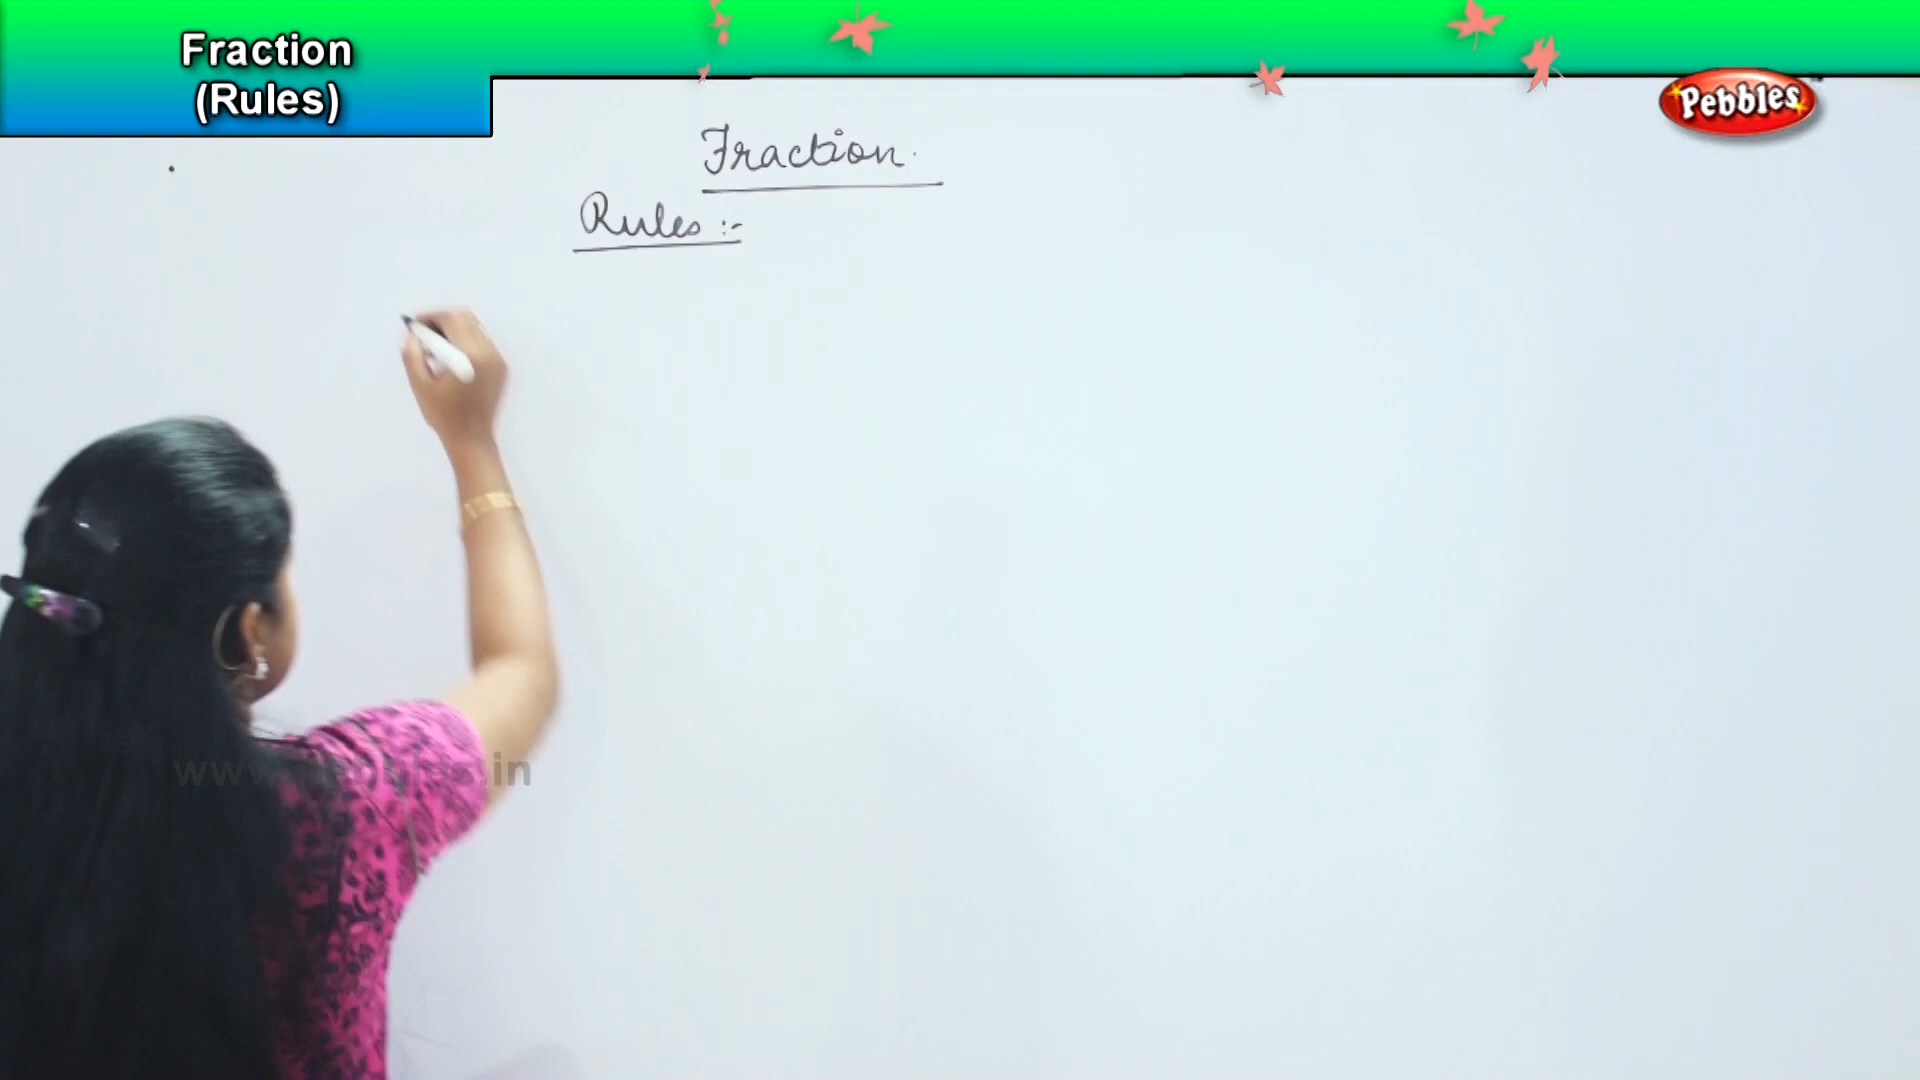 Fraction
(Rules)
Pebbles
Fraction.
Rules :-